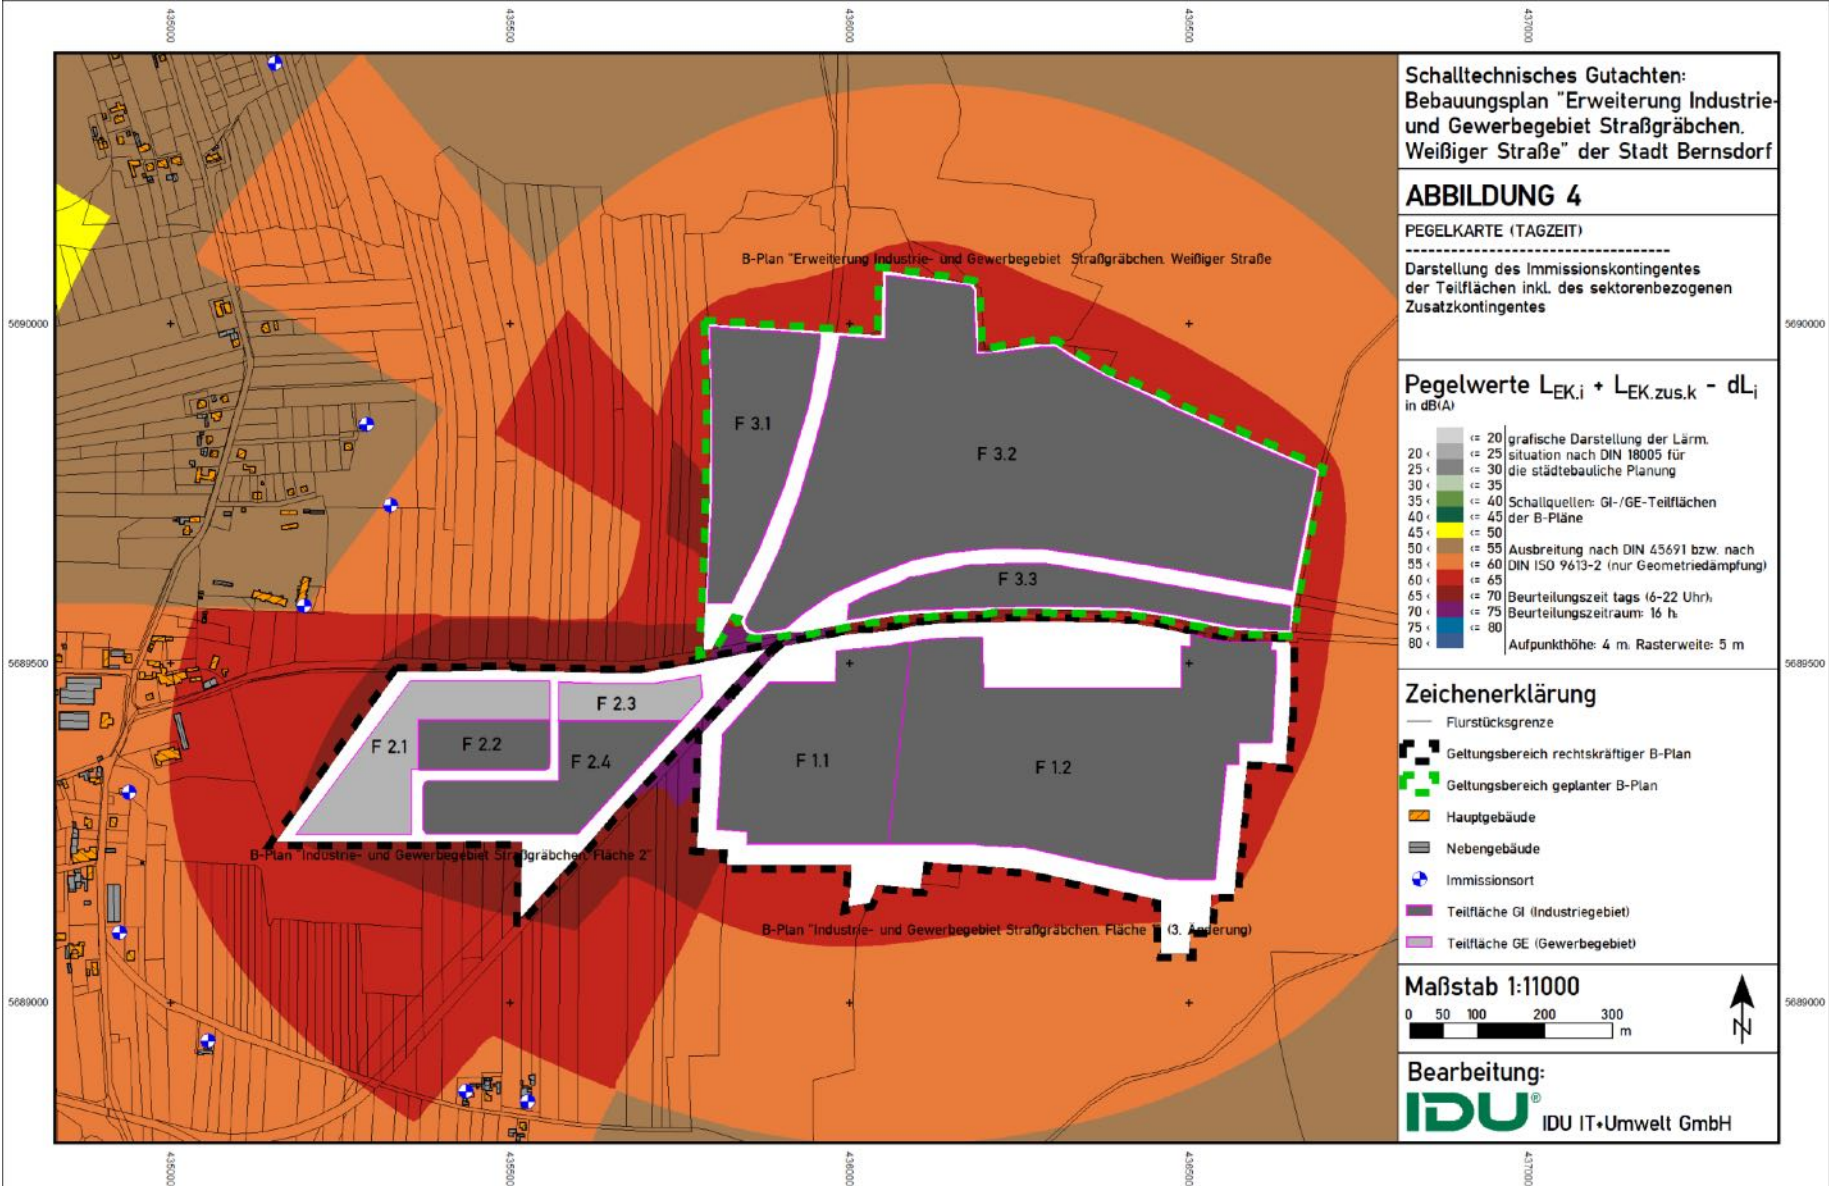 435000 435500 436000 436500 437000
Schalltechnisches Gutachten:
Bebauungsplan "Erweiterung Industrie-
und Gewerbegebiet Straßgräbchen,
Weißiger Straße" der Stadt Bernsdorf
ABBILDUNG 4
PEGELKARTE (TAGZEIT)
Darstellung des Immissionskontingentes
der Teilflächen inkl. des sektorenbezogenen
Zusatzkontingentes
B-Plan "Erweiterung Industrie- und Gewerbegebiet Straßgräbchen, Weißiger Straße
5690000
5690000
Pegelwerte LEK,i + LEK,zus,k - dLi
in dB(A)
<= 20 grafische Darstellung der Lärm.
20 < <= 25 situation nach DIN 18005 für
25 < <= 30 die städtebauliche Planung
30 < <= 35
35 < <= 40 Schallquellen: GI-/GE-Teilflächen
40 < <= 45 der B-Pläne
45 < <= 50
50 < <= 55 Ausbreitung nach DIN 45691 bzw. nach
55 < <= 60 DIN ISO 9613-2 (nur Geometriedämpfung)
60 < <= 65
65 < <= 70 Beurteilungszeit tags (6-22 Uhr);
70 < <= 75 Beurteilungszeitraum: 16 h;
75 < <= 80
80 < Aufpunkthöhe: 4 m; Rasterweite: 5 m
F 3.1
F 3.2
F 3.3
5689500
5689500
F 2.3
F 2.1
F 2.2
F 2.4
F 1.1
F 1.2
Zeichenerklärung
Flurstücksgrenze
Geltungsbereich rechtskräftiger B-Plan
Geltungsbereich geplanter B-Plan
Hauptgebäude
Nebengebäude
Immissionsort
Teilfläche GI (Industriegebiet)
Teilfläche GE (Gewerbegebiet)
B-Plan "Industrie- und Gewerbegebiet Straßgräbchen, Fläche 2"
B-Plan "Industrie- und Gewerbegebiet Straßgräbchen, Fläche (3. Änderung)
5689000
5689000
Maßstab 1:11000
0 50 100 200 300
m
N
Bearbeitung:
IDU® IDU IT+Umwelt GmbH
435000 435500 436000 436500 437000